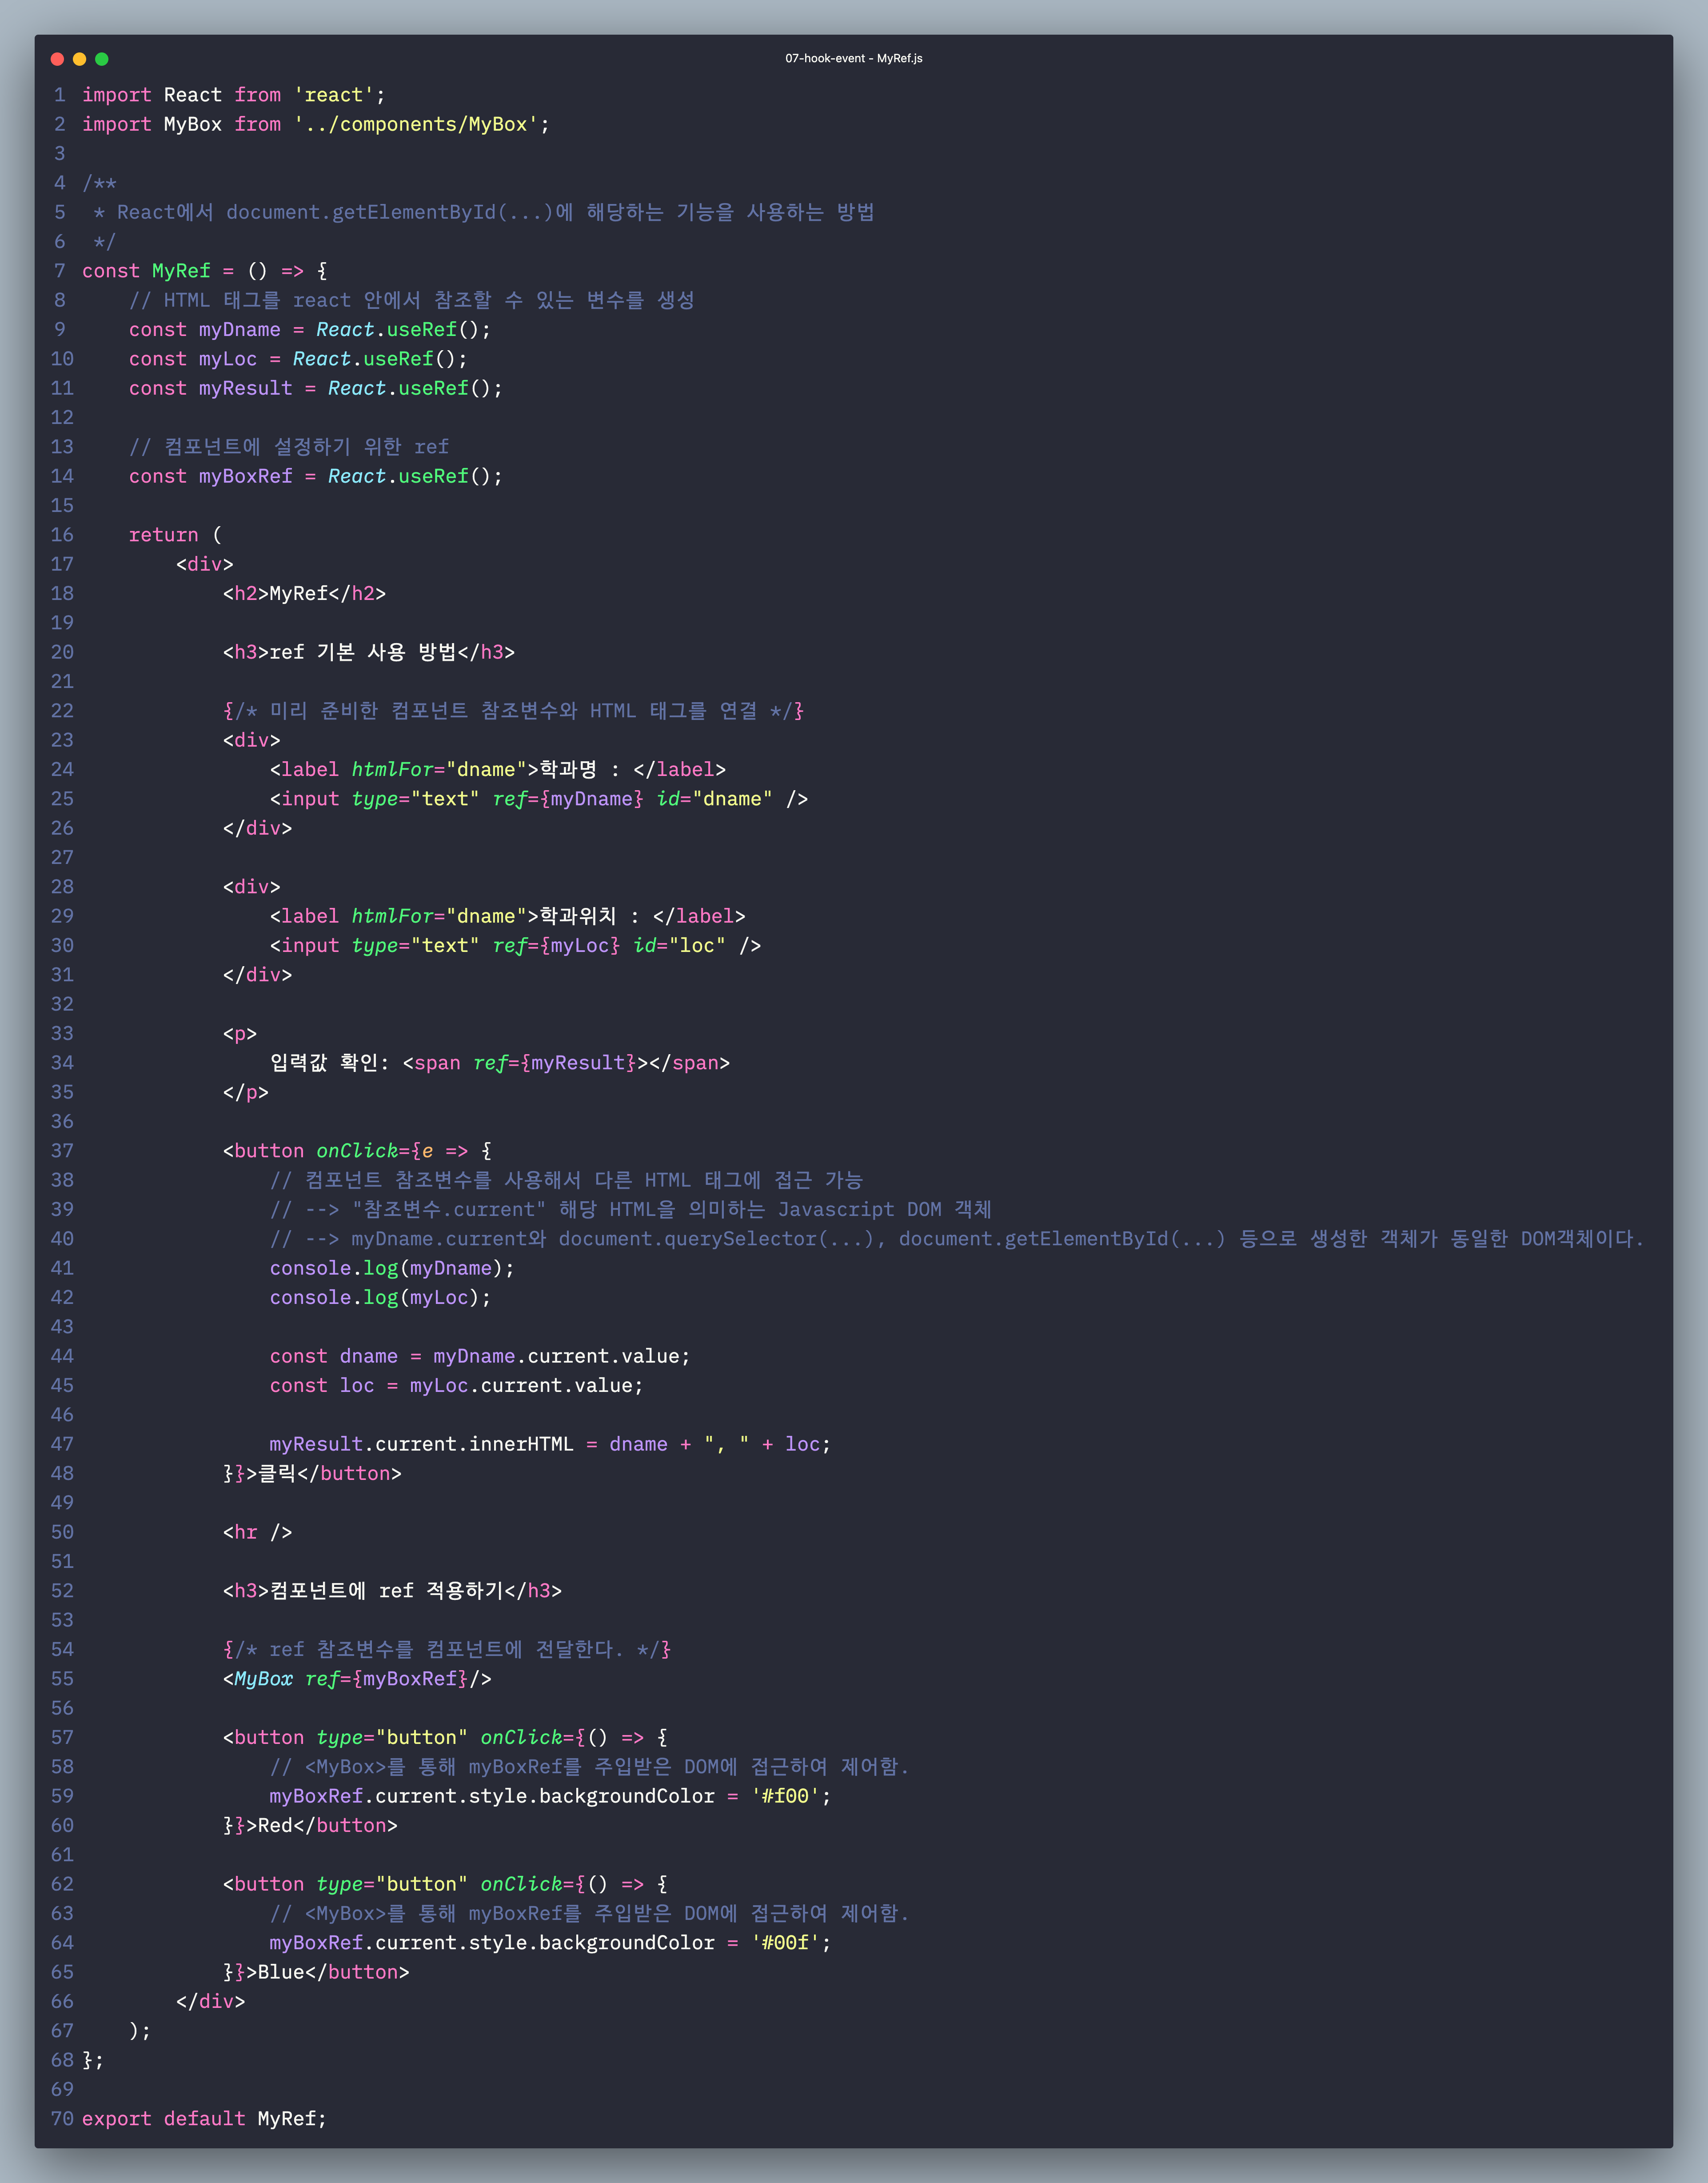 07-hook-event - MyRef.js
1 import React from 'react';
2 import MyBox from '../components/MyBox';
3
4 /**
5  * React에서 document.getElementById(...)에 해당하는 기능을 사용하는 방법
6  */
7 const MyRef = () => {
8     // HTML 태그를 react 안에서 참조할 수 있는 변수를 생성
9     const myDname = React.useRef();
10     const myLoc = React.useRef();
11     const myResult = React.useRef();
12
13     // 컴포넌트에 설정하기 위한 ref
14     const myBoxRef = React.useRef();
15
16     return (
17         <div>
18             <h2>MyRef</h2>
19
20             <h3>ref 기본 사용 방법</h3>
21
22             {/* 미리 준비한 컴포넌트 참조변수와 HTML 태그를 연결 */}
23             <div>
24                 <label htmlFor="dname">학과명 : </label>
25                 <input type="text" ref={myDname} id="dname" />
26             </div>
27
28             <div>
29                 <label htmlFor="dname">학과위치 : </label>
30                 <input type="text" ref={myLoc} id="loc" />
31             </div>
32
33             <p>
34                 입력값 확인: <span ref={myResult}></span>
35             </p>
36
37             <button onClick={e => {
38                 // 컴포넌트 참조변수를 사용해서 다른 HTML 태그에 접근 가능
39                 // --> "참조변수.current" 해당 HTML을 의미하는 Javascript DOM 객체
40                 // --> myDname.current와 document.querySelector(...), document.getElementById(...) 등으로 생성한 객체가 동일한 DOM객체이다.
41                 console.log(myDname);
42                 console.log(myLoc);
43
44                 const dname = myDname.current.value;
45                 const loc = myLoc.current.value;
46
47                 myResult.current.innerHTML = dname + ", " + loc;
48             }}>클릭</button>
49
50             <hr />
51
52             <h3>컴포넌트에 ref 적용하기</h3>
53
54             {/* ref 참조변수를 컴포넌트에 전달한다. */}
55             <MyBox ref={myBoxRef}/>
56
57             <button type="button" onClick={() => {
58                 // <MyBox>를 통해 myBoxRef를 주입받은 DOM에 접근하여 제어함.
59                 myBoxRef.current.style.backgroundColor = '#f00';
60             }}>Red</button>
61
62             <button type="button" onClick={() => {
63                 // <MyBox>를 통해 myBoxRef를 주입받은 DOM에 접근하여 제어함.
64                 myBoxRef.current.style.backgroundColor = '#00f';
65             }}>Blue</button>
66         </div>
67     );
68 };
69
70 export default MyRef;